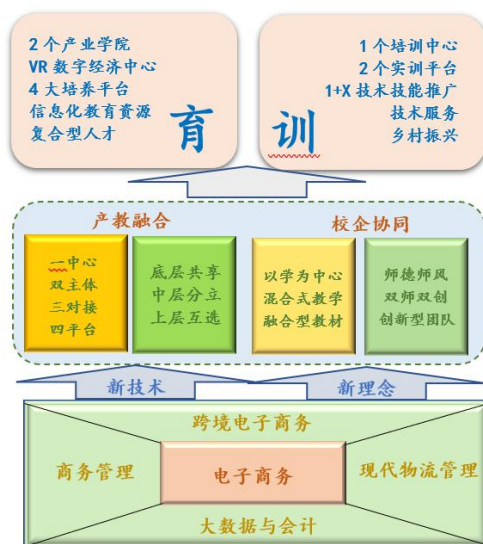 2 个产业学院
VR 数字经济中心
4 大培养平台
信息化教育资源
复合型人才
育
1 个培训中心
2 个实训平台
1+X 技术技能推广
技术服务
乡村振兴
训
产教融合
校企协同
一中心
双主体
三对接
四平台
底层共享
中层分立
上层互选
以学为中心
混合式教学
融合型教材
师德师风
双师双创
创新型团队
新技术
新理念
跨境电子商务
商务管理
电子商务
现代物流管理
大数据与会计